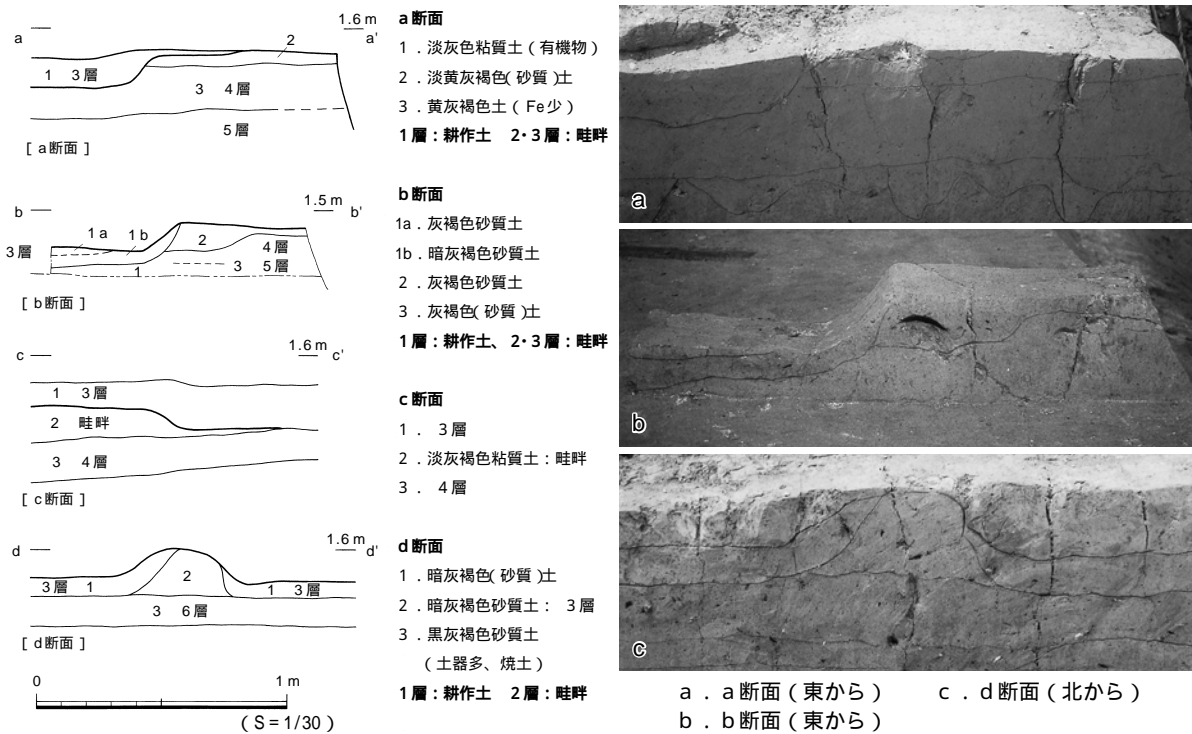 a
1.6 m
a'
2
1 3層
3 4層
5層
[ a断面 ]
b
1.5 m
b'
1a
1b
2
3層
4層
1
3 5層
[ b断面 ]
c
1.6 m
c'
1 3層
2 畦畔
3 4層
[ c断面 ]
d
1.6 m
d'
2
3層 1
1 3層
3 6層
[ d断面 ]
0
1 m
(S=1/30)
a断面
1．淡灰色粘質土(有機物)
2．淡黄灰褐色(砂質)土
3．黄灰褐色土(Fe少)
1層：耕作土 2・3層：畦畔
b断面
1a．灰褐色砂質土
1b．暗灰褐色砂質土
2．灰褐色砂質土
3．灰褐色(砂質)土
1層：耕作土、2・3層：畦畔
c断面
1． 3層
2．淡灰褐色粘質土：畦畔
3． 4層
d断面
1．暗灰褐色(砂質)土
2．暗灰褐色砂質土： 3層
3．黒灰褐色砂質土
(土器多、焼土)
1層：耕作土 2層：畦畔
a
b
c
a．a断面(東から) c．d断面(北から)
b．b断面(東から)